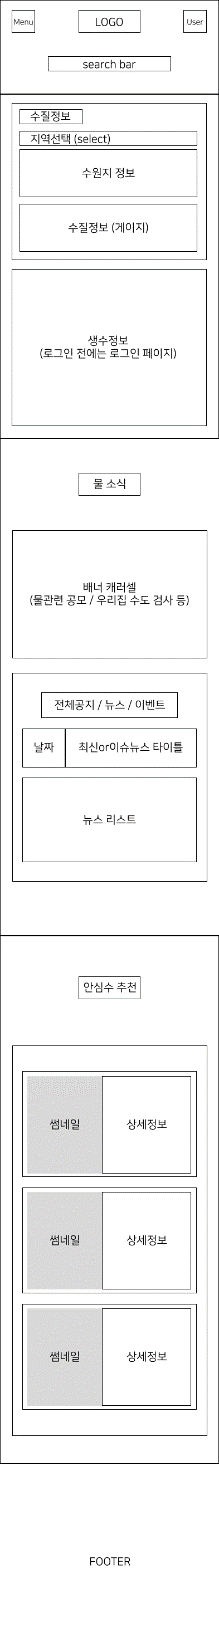 Menu
LOGO
User
search bar
수질정보
지역선택 (select)
수원지 정보
수질정보 (게이지)
생수정보
(로그인 전에는 로그인 페이지)
물 소식
배너 캐러셀
(물관련 공모 / 우리집 수도 검사 등)
전체공지 / 뉴스 / 이벤트
날짜
최신or이슈뉴스 타이틀
뉴스 리스트
안심수 추천
썸네일
상세정보
썸네일
상세정보
썸네일
상세정보
FOOTER